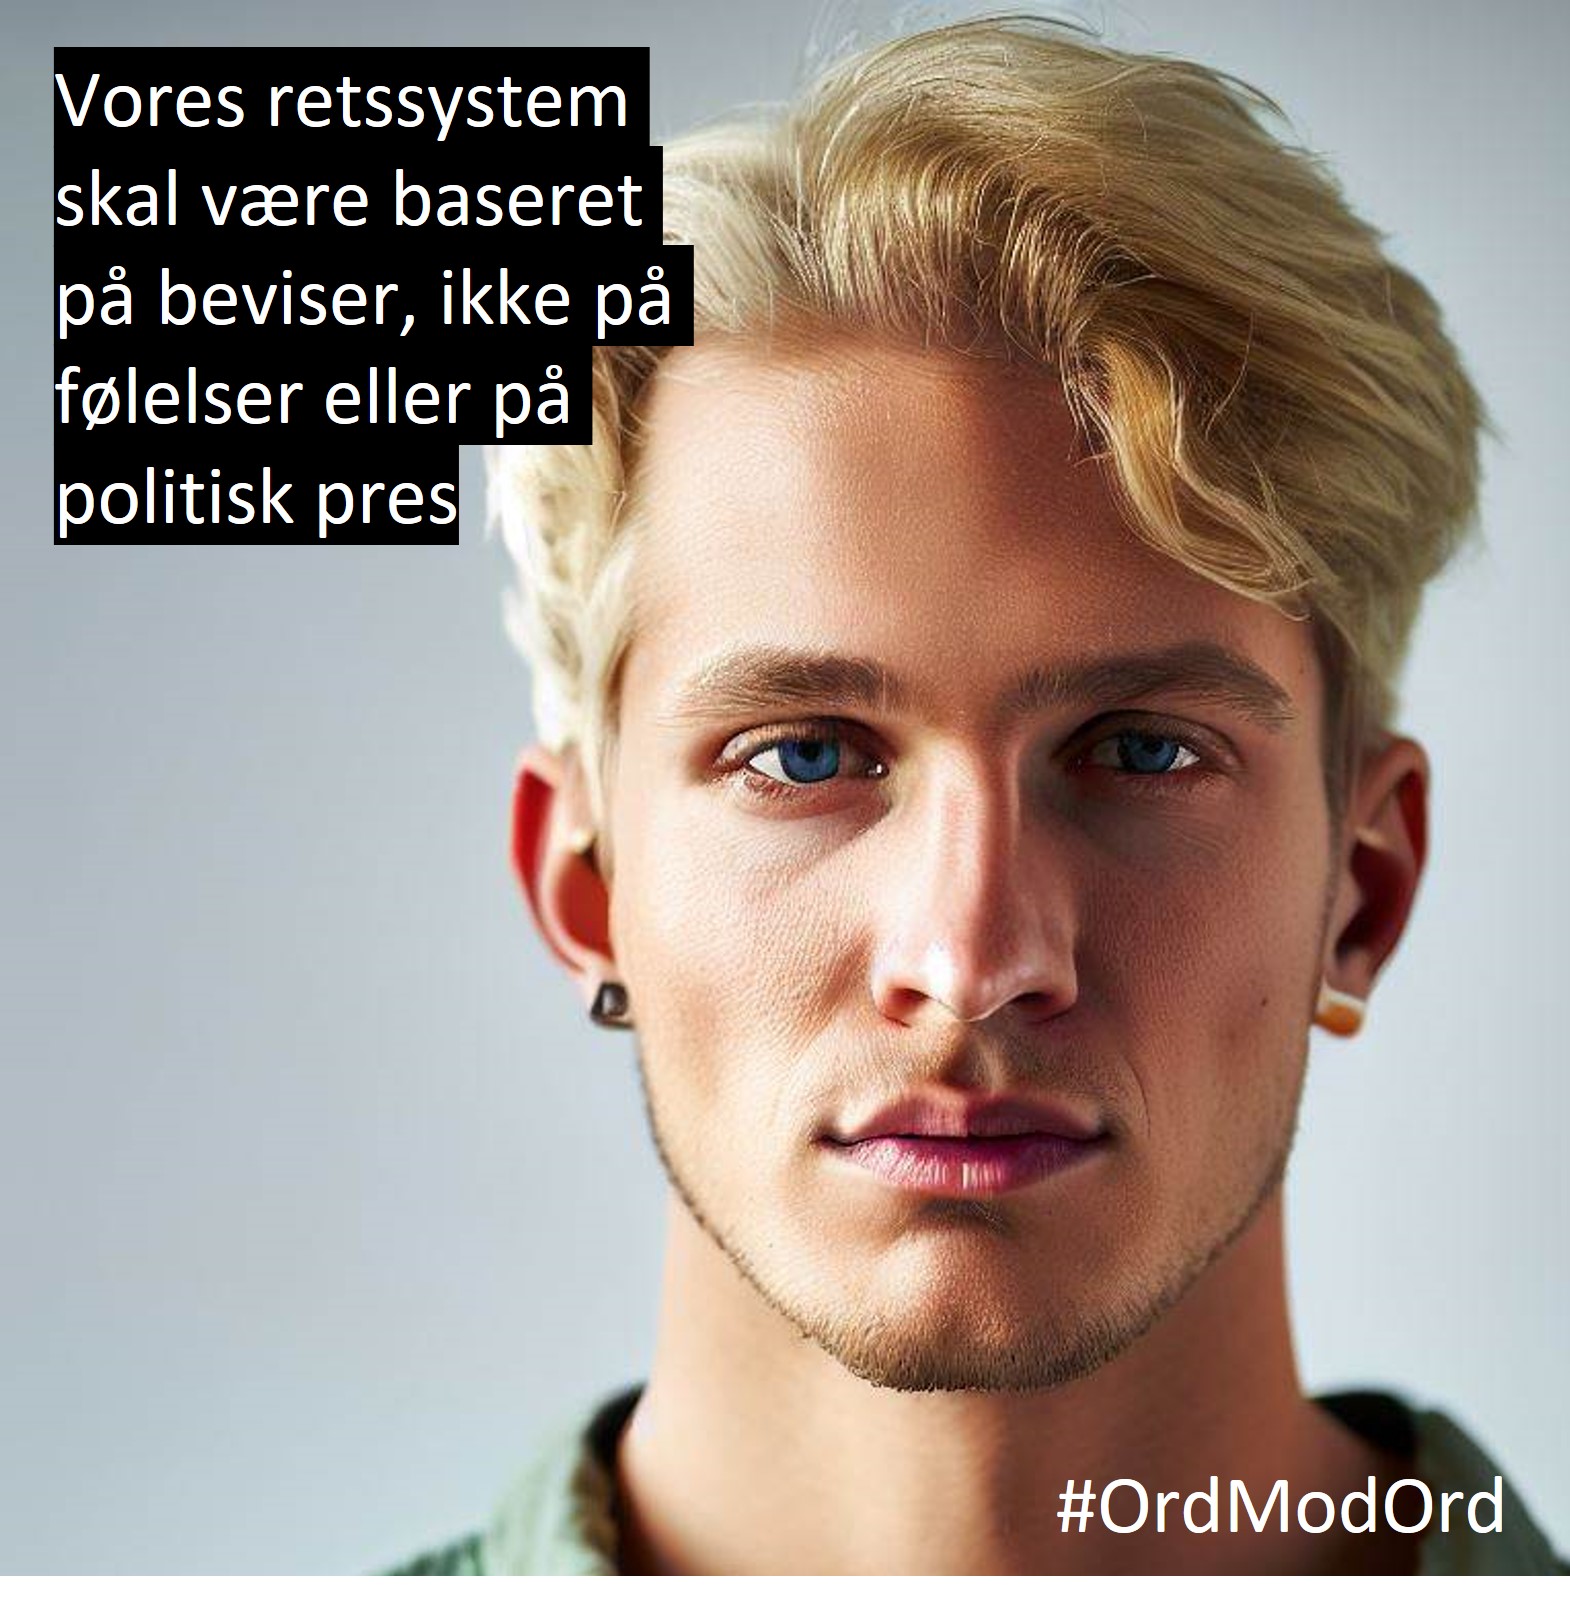 Vores retssystem
skal være baseret
på beviser, ikke på
følelser eller på
politisk pres
#OrdModOrd